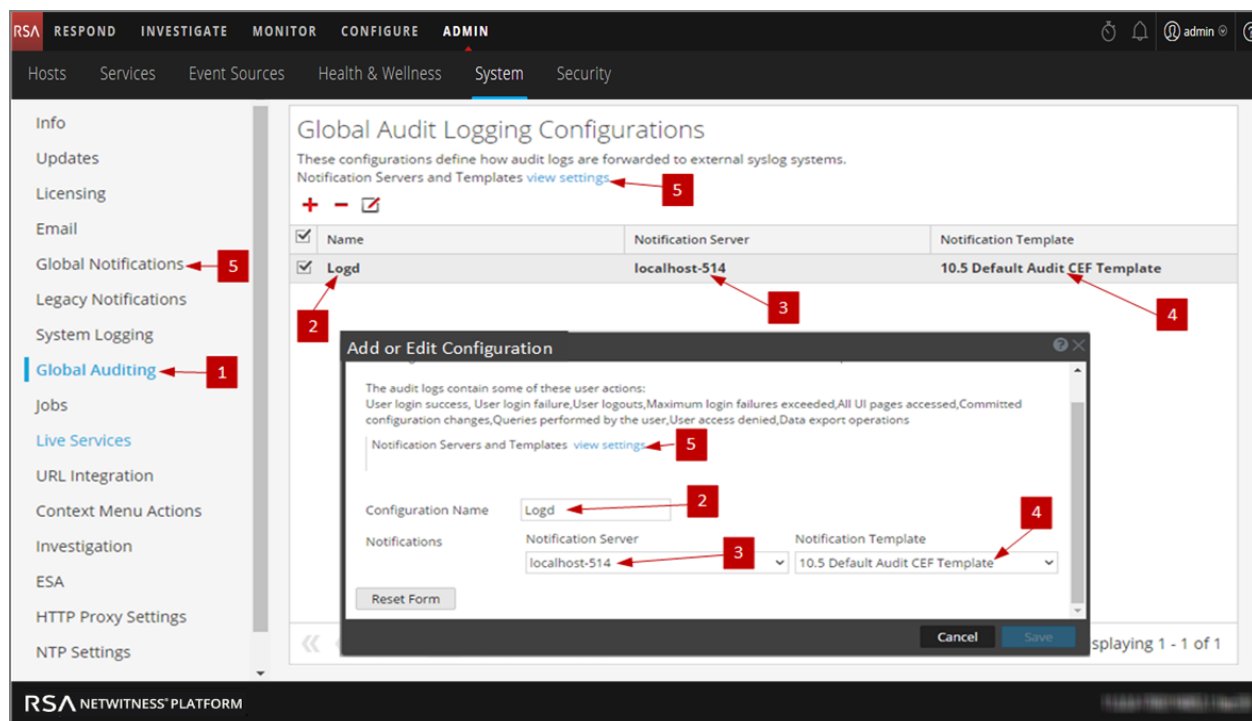 RSA RESPOND INVESTIGATE MONITOR CONFIGURE ADMIN admin
Hosts Services Event Sources Health & Wellness System Security
Info
Updates
Licensing
Email
Global Notifications 5
Legacy Notifications
System Logging
Global Auditing 1
Jobs
Live Services
URL Integration
Context Menu Actions
Investigation
ESA
HTTP Proxy Settings
NTP Settings
Global Audit Logging Configurations
These configurations define how audit logs are forwarded to external syslog systems.
Notification Servers and Templates view settings 5
Name Notification Server Notification Template
Logd localhost-514 10.5 Default Audit CEF Template
2 3 4
Add or Edit Configuration
The audit logs contain some of these user actions:
User login success, User login failure,User logouts,Maximum login failures exceeded,All UI pages accessed,Committed
configuration changes,Queries performed by the user,User access denied,Data export operations
Notification Servers and Templates view settings 5
Configuration Name Logd 2
Notifications Notification Server Notification Template 4
localhost-514 3 10.5 Default Audit CEF Template
Reset Form
Cancel Save
splaying 1 - 1 of 1
RSA NETWITNESS® PLATFORM